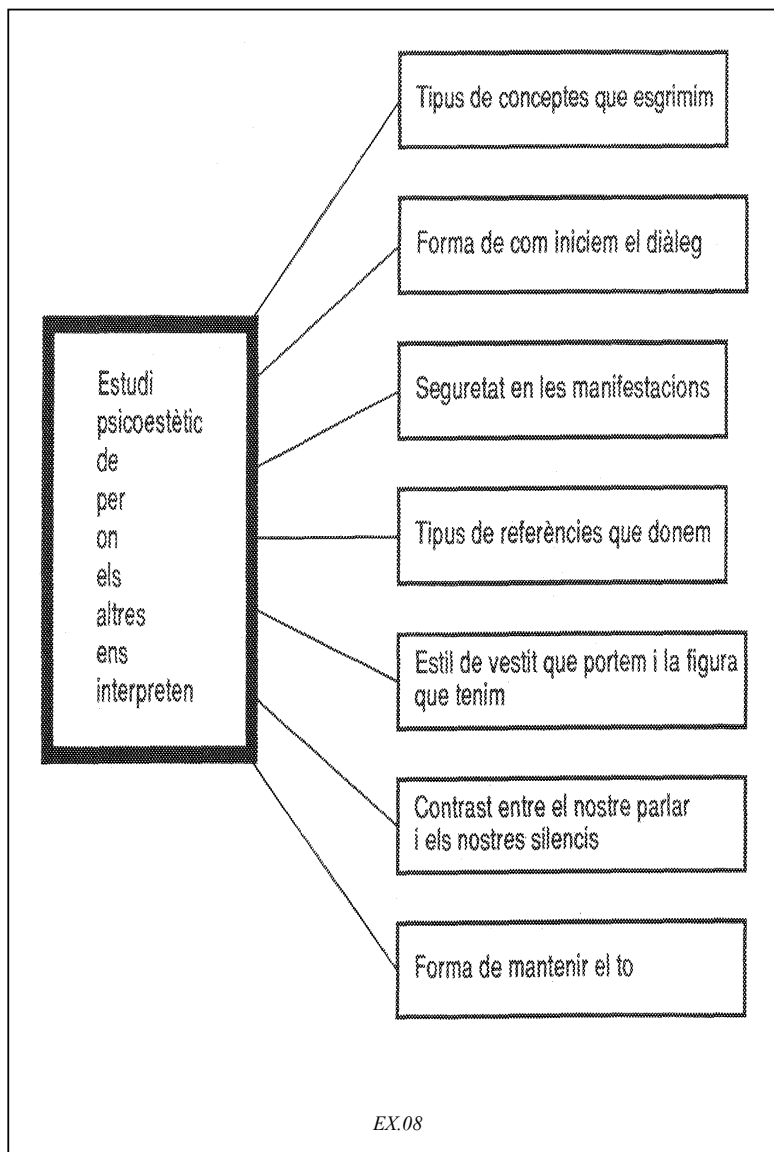 Tipus de conceptes que esgrimim
Forma de com iniciem el diàleg
Estudi
psicoestètic
de
per
on
els
altres
ens
interpreten
Seguretat en les manifestacions
Tipus de referències que donem
Estil de vestit que portem i la figura
que tenim
Contrast entre el nostre parlar
i els nostres silencis
Forma de mantenir el to
EX.08